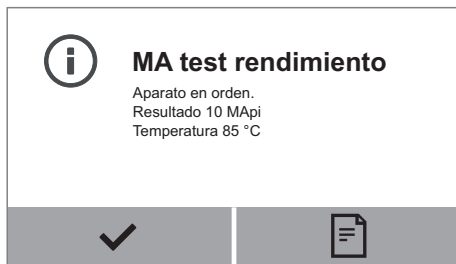 MA test rendimiento
Aparato en orden.
Resultado 10 MApi
Temperatura 85 °C